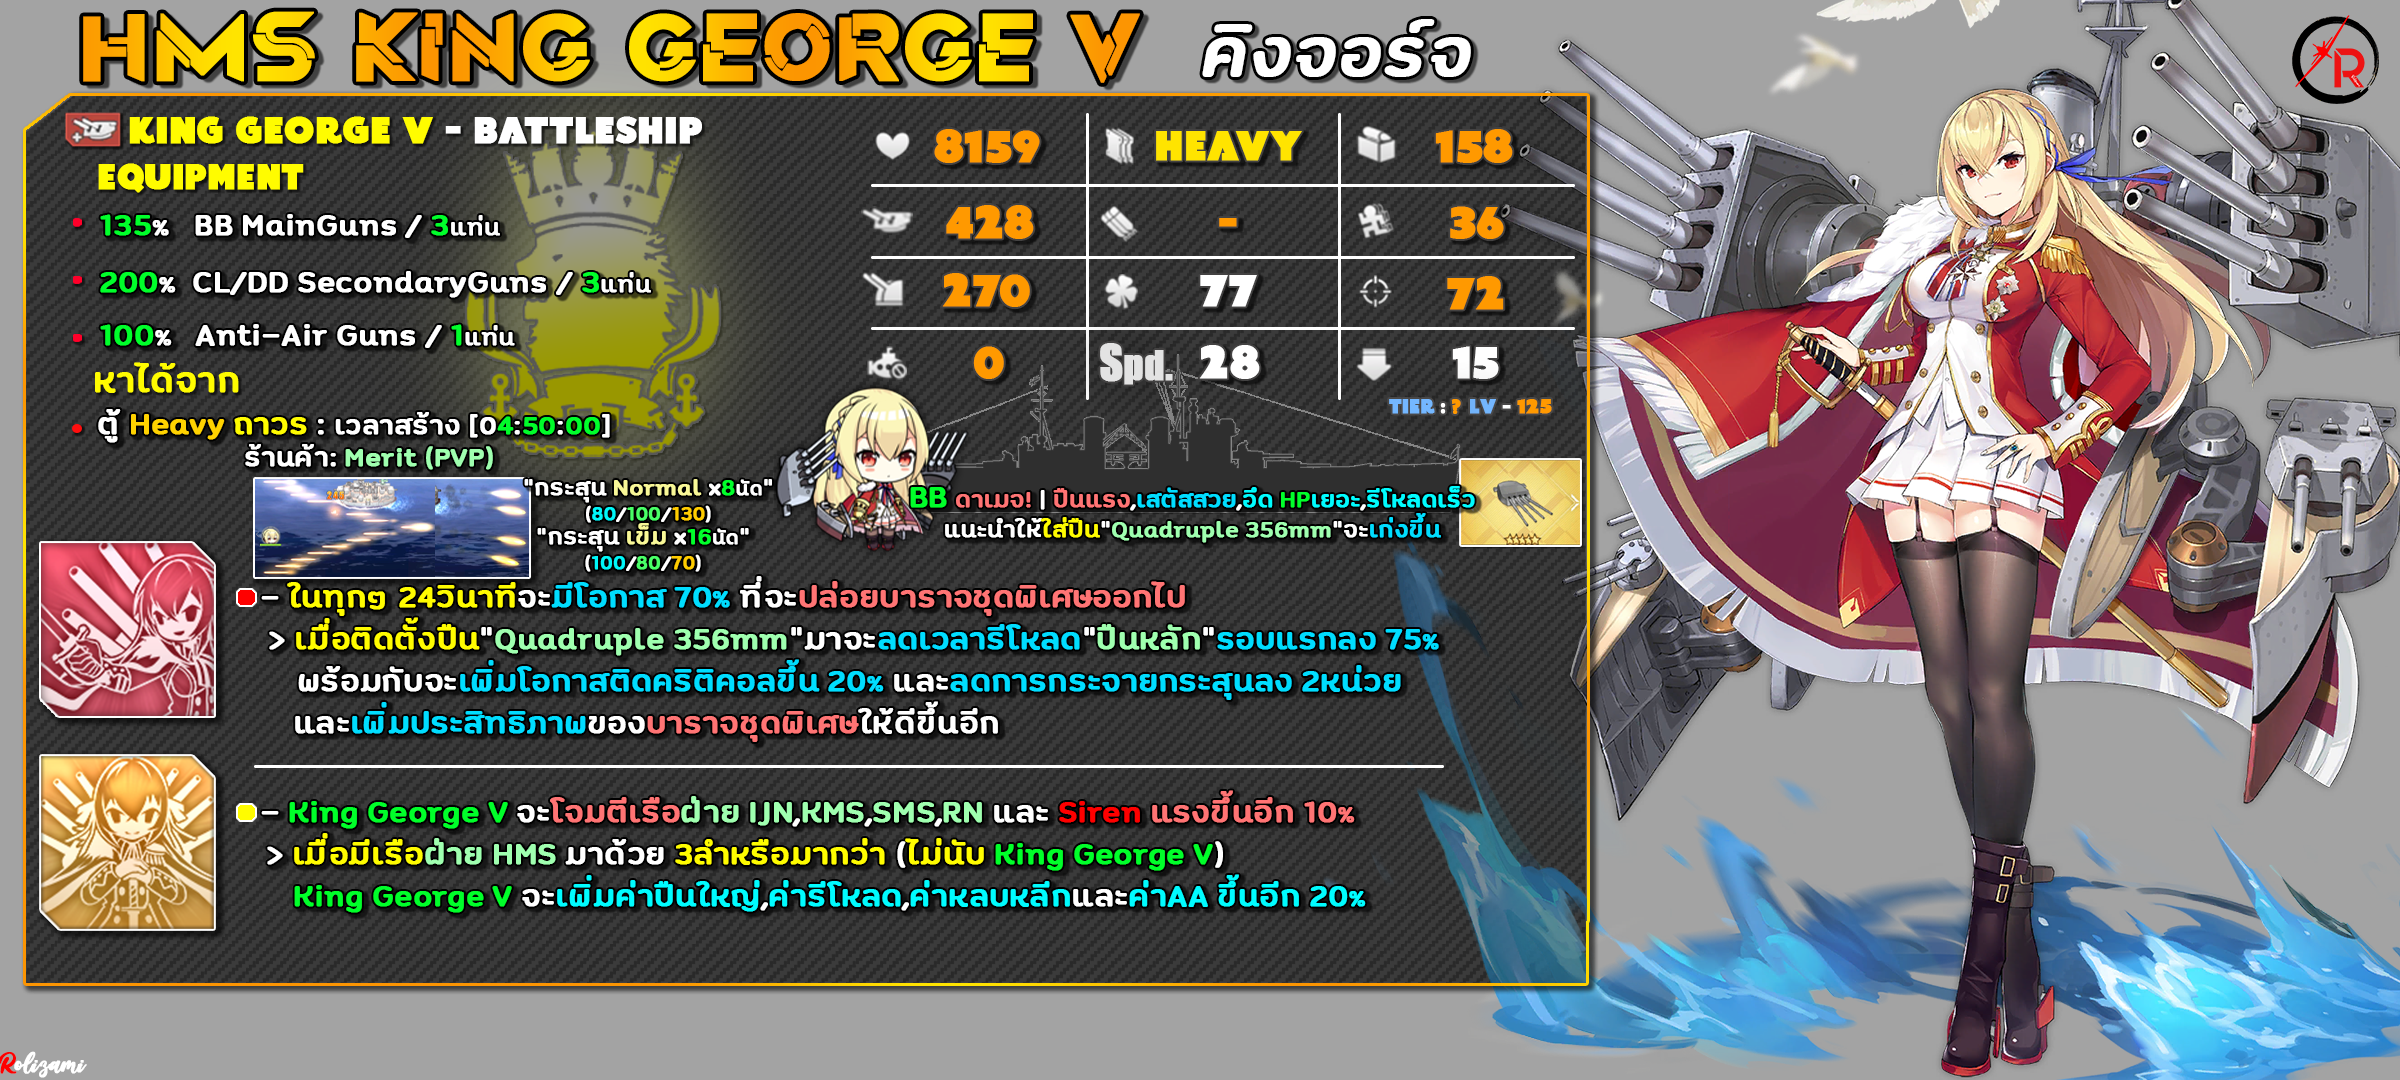 HMS KING GEORGE V คิงจอร์จ
KING GEORGE V - BATTLESHIP
EQUIPMENT
135% BB MainGuns / 3แท่น
200% CL/DD SecondaryGuns / 3แท่น
100% Anti-Air Guns / 1แท่น
หาได้จาก
ตู้ Heavy ถาวร : เวลาสร้าง [04:50:00]
ร้านค้า: Merit (PVP)
8159 HEAVY 158
428 - 36
270 77 72
0 Spd. 28 15
TIER : ? LV - 125
"กระสุน Normal x8นัด"
(80/100/130)
"กระสุน เข็ม x16นัด"
(100/80/70)
BB ดาเมจ! | ปืนแรง,เสตัสสวย,อึด HPเยอะ,รีโหลดเร็ว
แนะนำให้ใส่ปืน"Quadruple 356mm"จะเก่งขึ้น
- ในทุกๆ 24วินาทีจะมีโอกาส 70% ที่จะปล่อยบาราจชุดพิเศษออกไป
> เมื่อติดตั้งปืน"Quadruple 356mm"มาจะลดเวลารีโหลด"ปืนหลัก"รอบแรกลง 75%
พร้อมกับจะเพิ่มโอกาสติดคริติคอลขึ้น 20% และลดการกระจายกระสุนลง 2หน่วย
และเพิ่มประสิทธิภาพของบาราจชุดพิเศษให้ดีขึ้นอีก
- King George V จะโจมตีเรือฝ่าย IJN,KMS,SMS,RN และ Siren แรงขึ้นอีก 10%
> เมื่อมีเรือฝ่าย HMS มาด้วย 3ลำหรือมากว่า (ไม่นับ King George V)
King George V จะเพิ่มค่าปืนใหญ่,ค่ารีโหลด,ค่าหลบหลีกและค่าAA ขึ้นอีก 20%
R
Rolizami